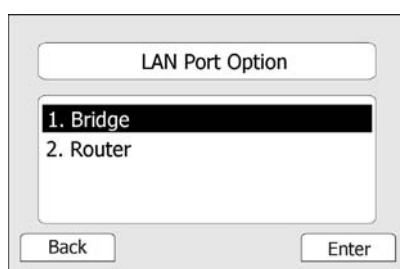 LAN Port Option
1. Bridge
2. Router
Back
Enter